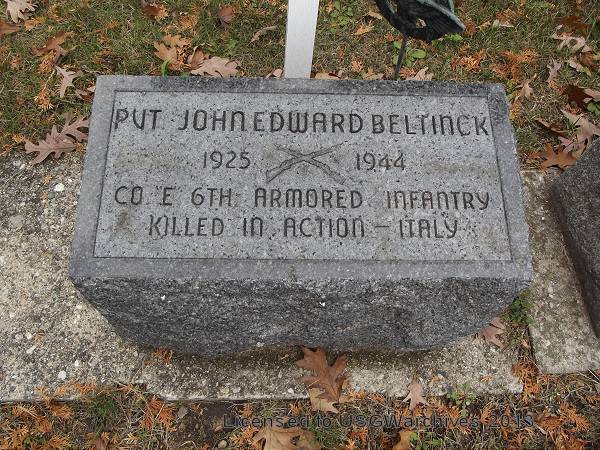 PVT JOHN EDWARD BELTINCK
1925 1944
CO E 6TH ARMORED INFANTRY
KILLED IN ACTION – ITALY
Licensed to USGWarchives 2013